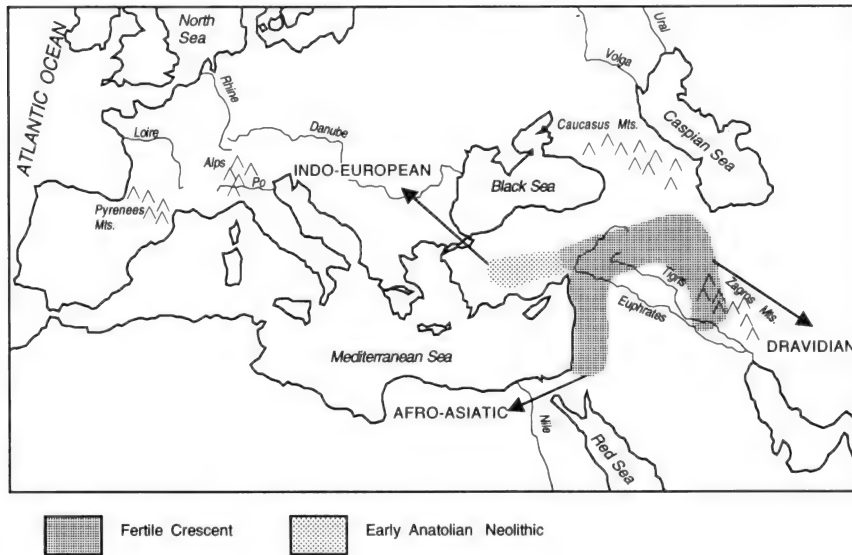 North
Sea
ATLANTIC OCEAN
Rhine
Loire
Danube
Alps
Po
Pyrenees
Mts.
INDO-EUROPEAN
Black Sea
Caucasus Mts.
Volga
Ural
Caspian Sea
Tigris
Zagros Mts.
Euphrates
DRAVIDIAN
Mediterranean Sea
AFRO-ASIATIC
Nile
Red Sea
Fertile Crescent
Early Anatolian Neolithic